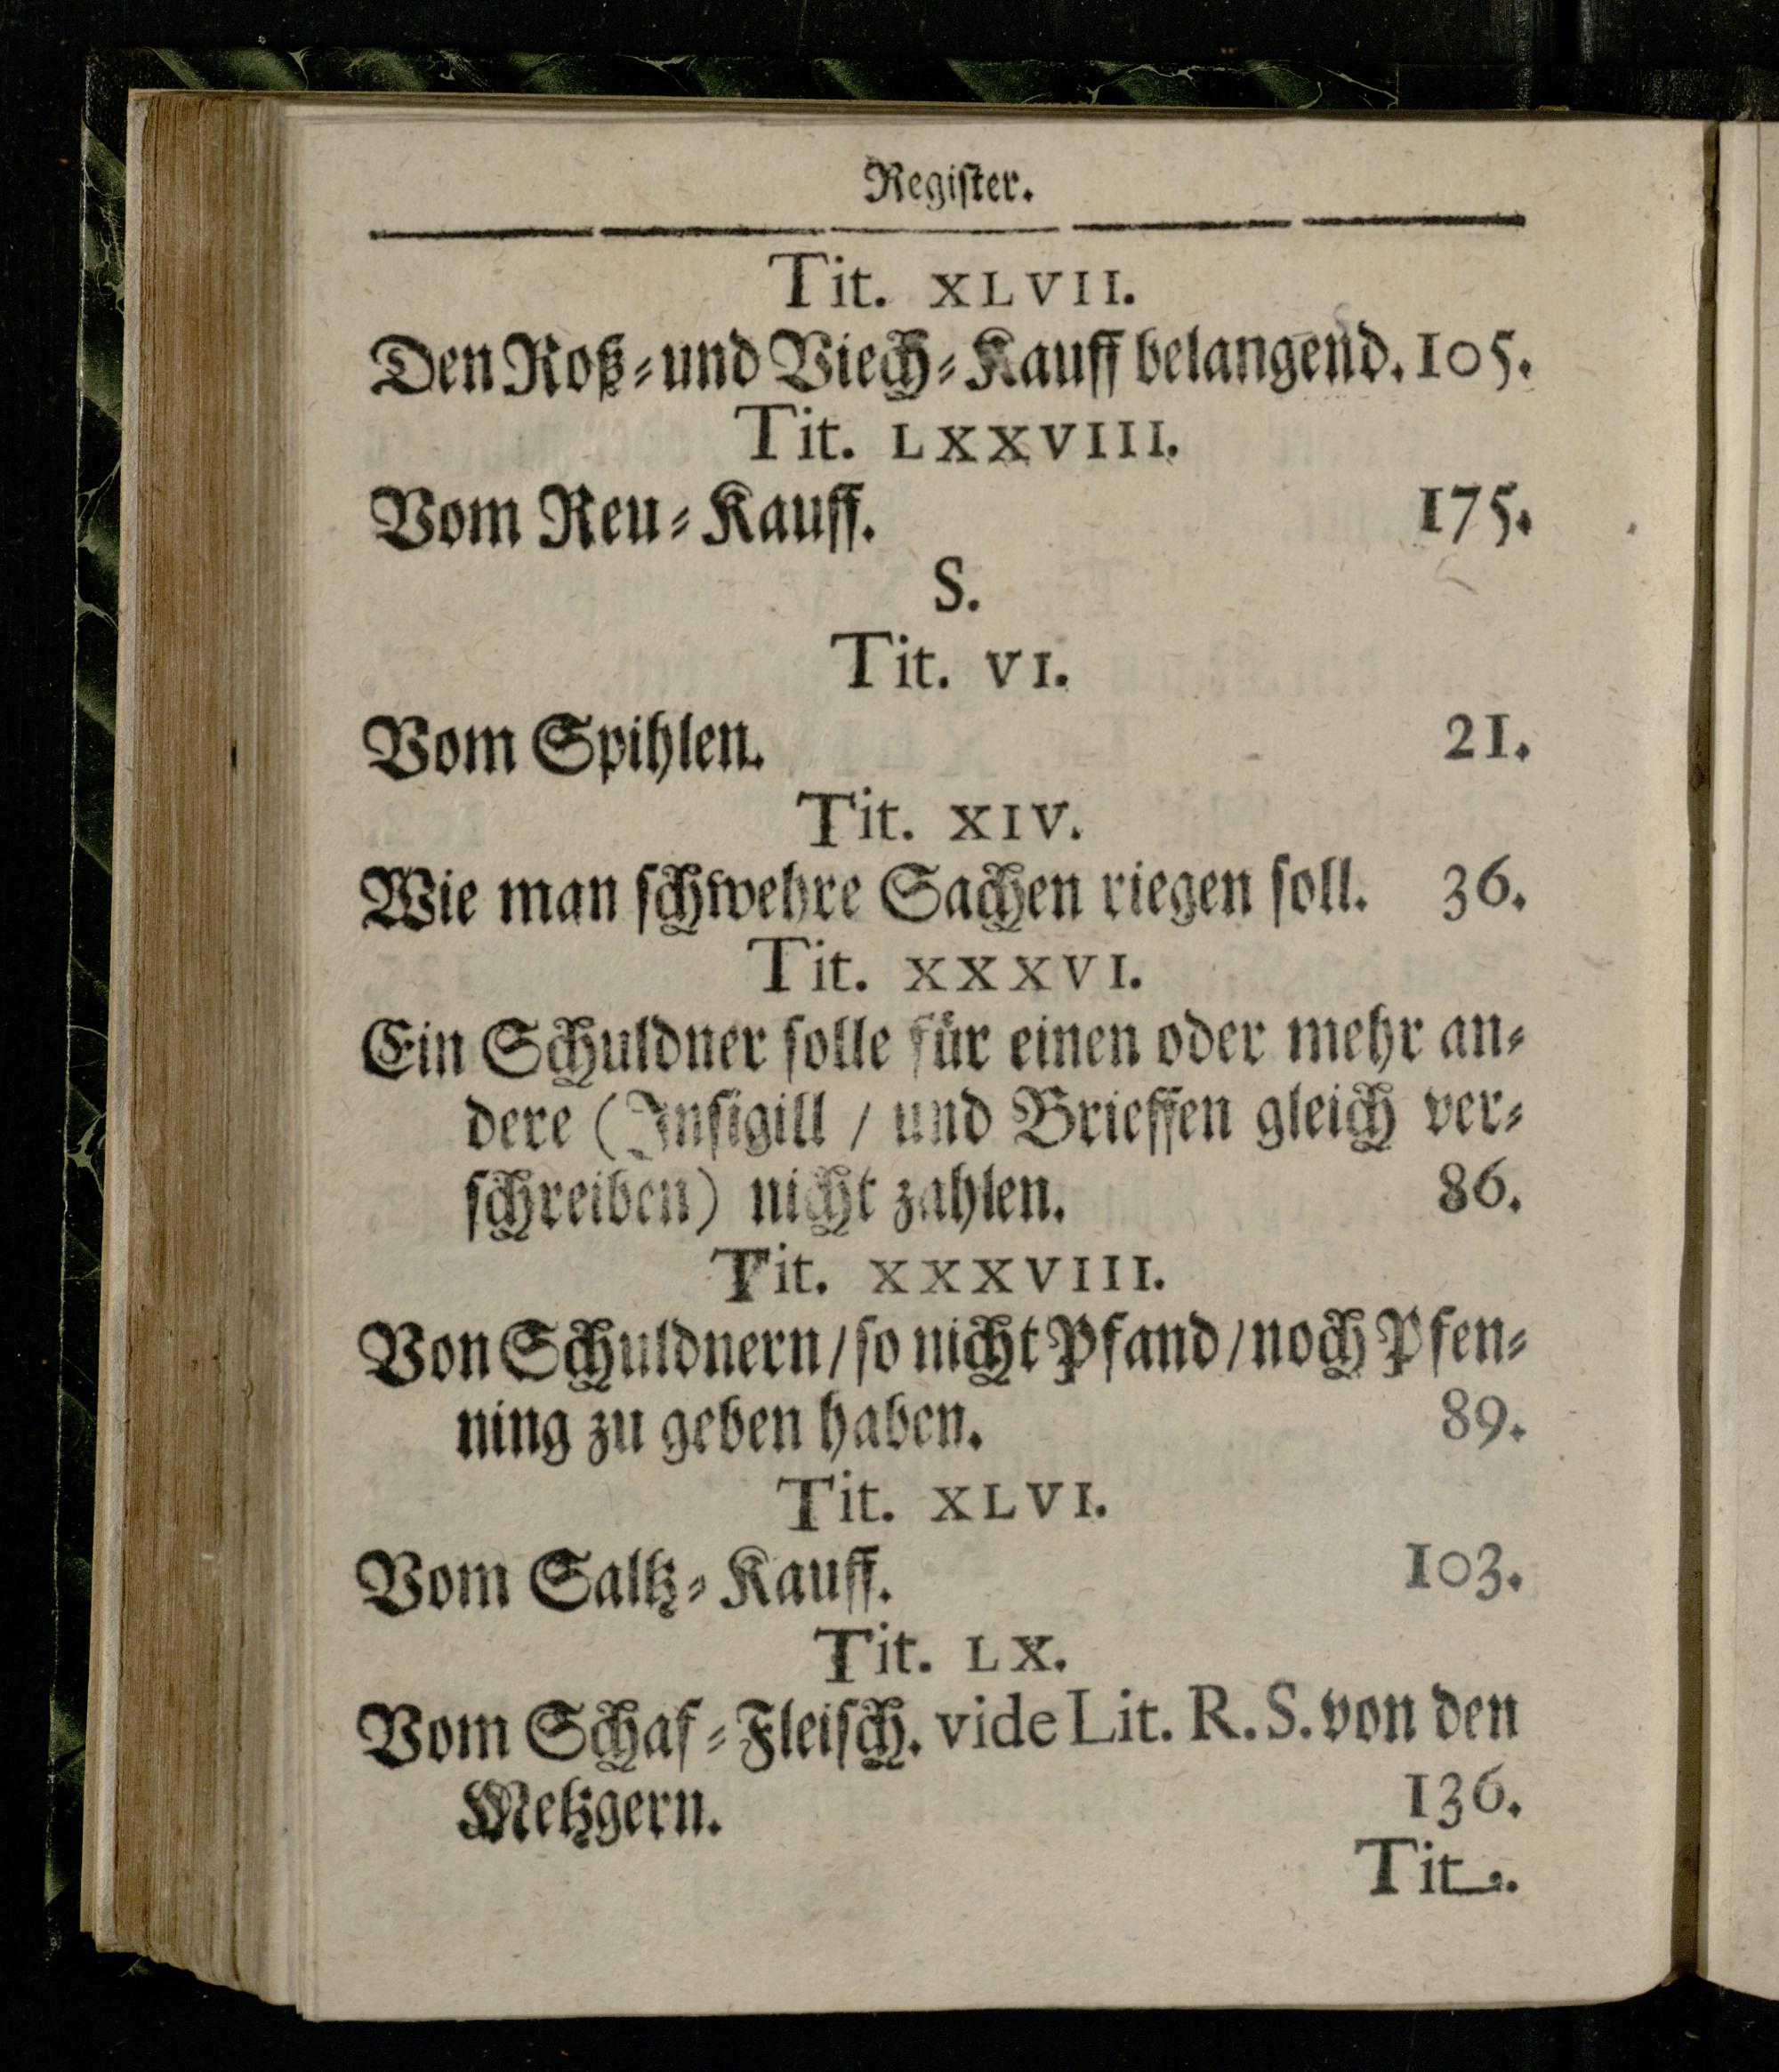 Register.
Tit. XLVII.
Den Roß-und Viech-Kauff belangend. 105.
Tit. LXXVIII.
Vom Reu-Kauff. 175.
S.
Tit. VI.
Vom Spihlen. 21.
Tit. XIV.
Wie man schwehre Sachen riegen soll. 36.
Tit. XXXVI.
Ein Schuldner solle für einen oder mehr an-
dere (Insigill / und Brieffen gleich ver-
schreiben) nicht zahlen. 86.
Tit. XXXVIII.
Von Schuldnern / so nicht Pfand / noch Pfen-
ning zu geben haben. 89.
Tit. XLVI.
Vom Saltz-Kauff. 103.
Tit. LX.
Vom Schaf-Fleisch. vide Lit. R. S. von den
Metzgern. 136.
Tit.